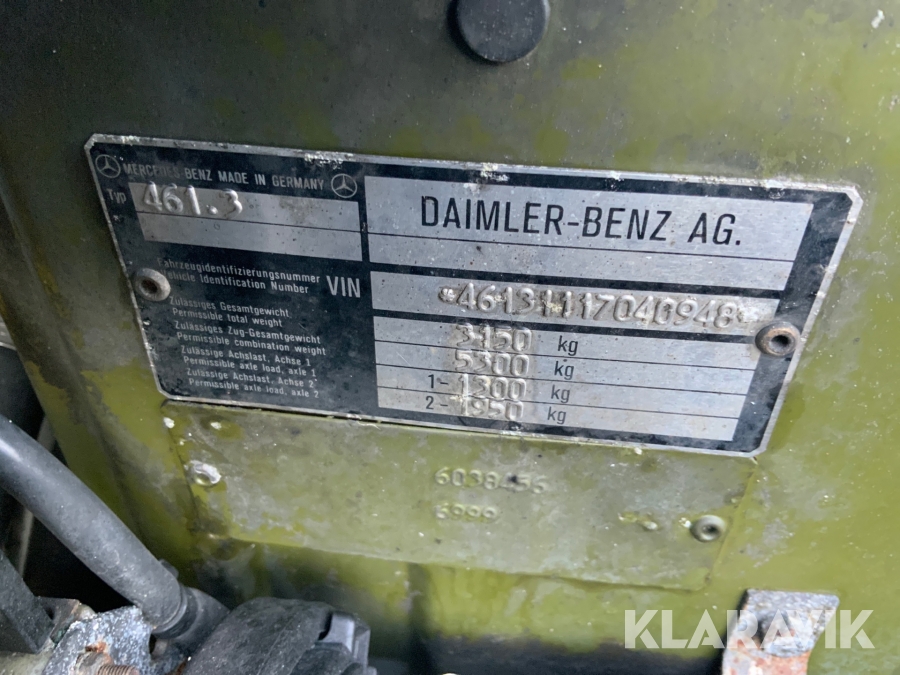 MERCEDES-BENZ MADE IN GERMANY
Typ 461.3
DAIMLER-BENZ AG.
Fahrzeugidentifizierungsnummer
Vehicle Identification Number VIN
*46131117040948*
Zulässiges Gesamtgewicht
Permissible total weight 3150 kg
Zulässiges Zug-Gesamtgewicht
Permissible combination weight 5300 kg
Zulässige Achslast, Achse 1
Permissible axle load, axle 1 1- 1300 kg
Zulässige Achslast, Achse 2
Permissible axle load, axle 2 2- 1950 kg
6038456
6999
KLARAVIK